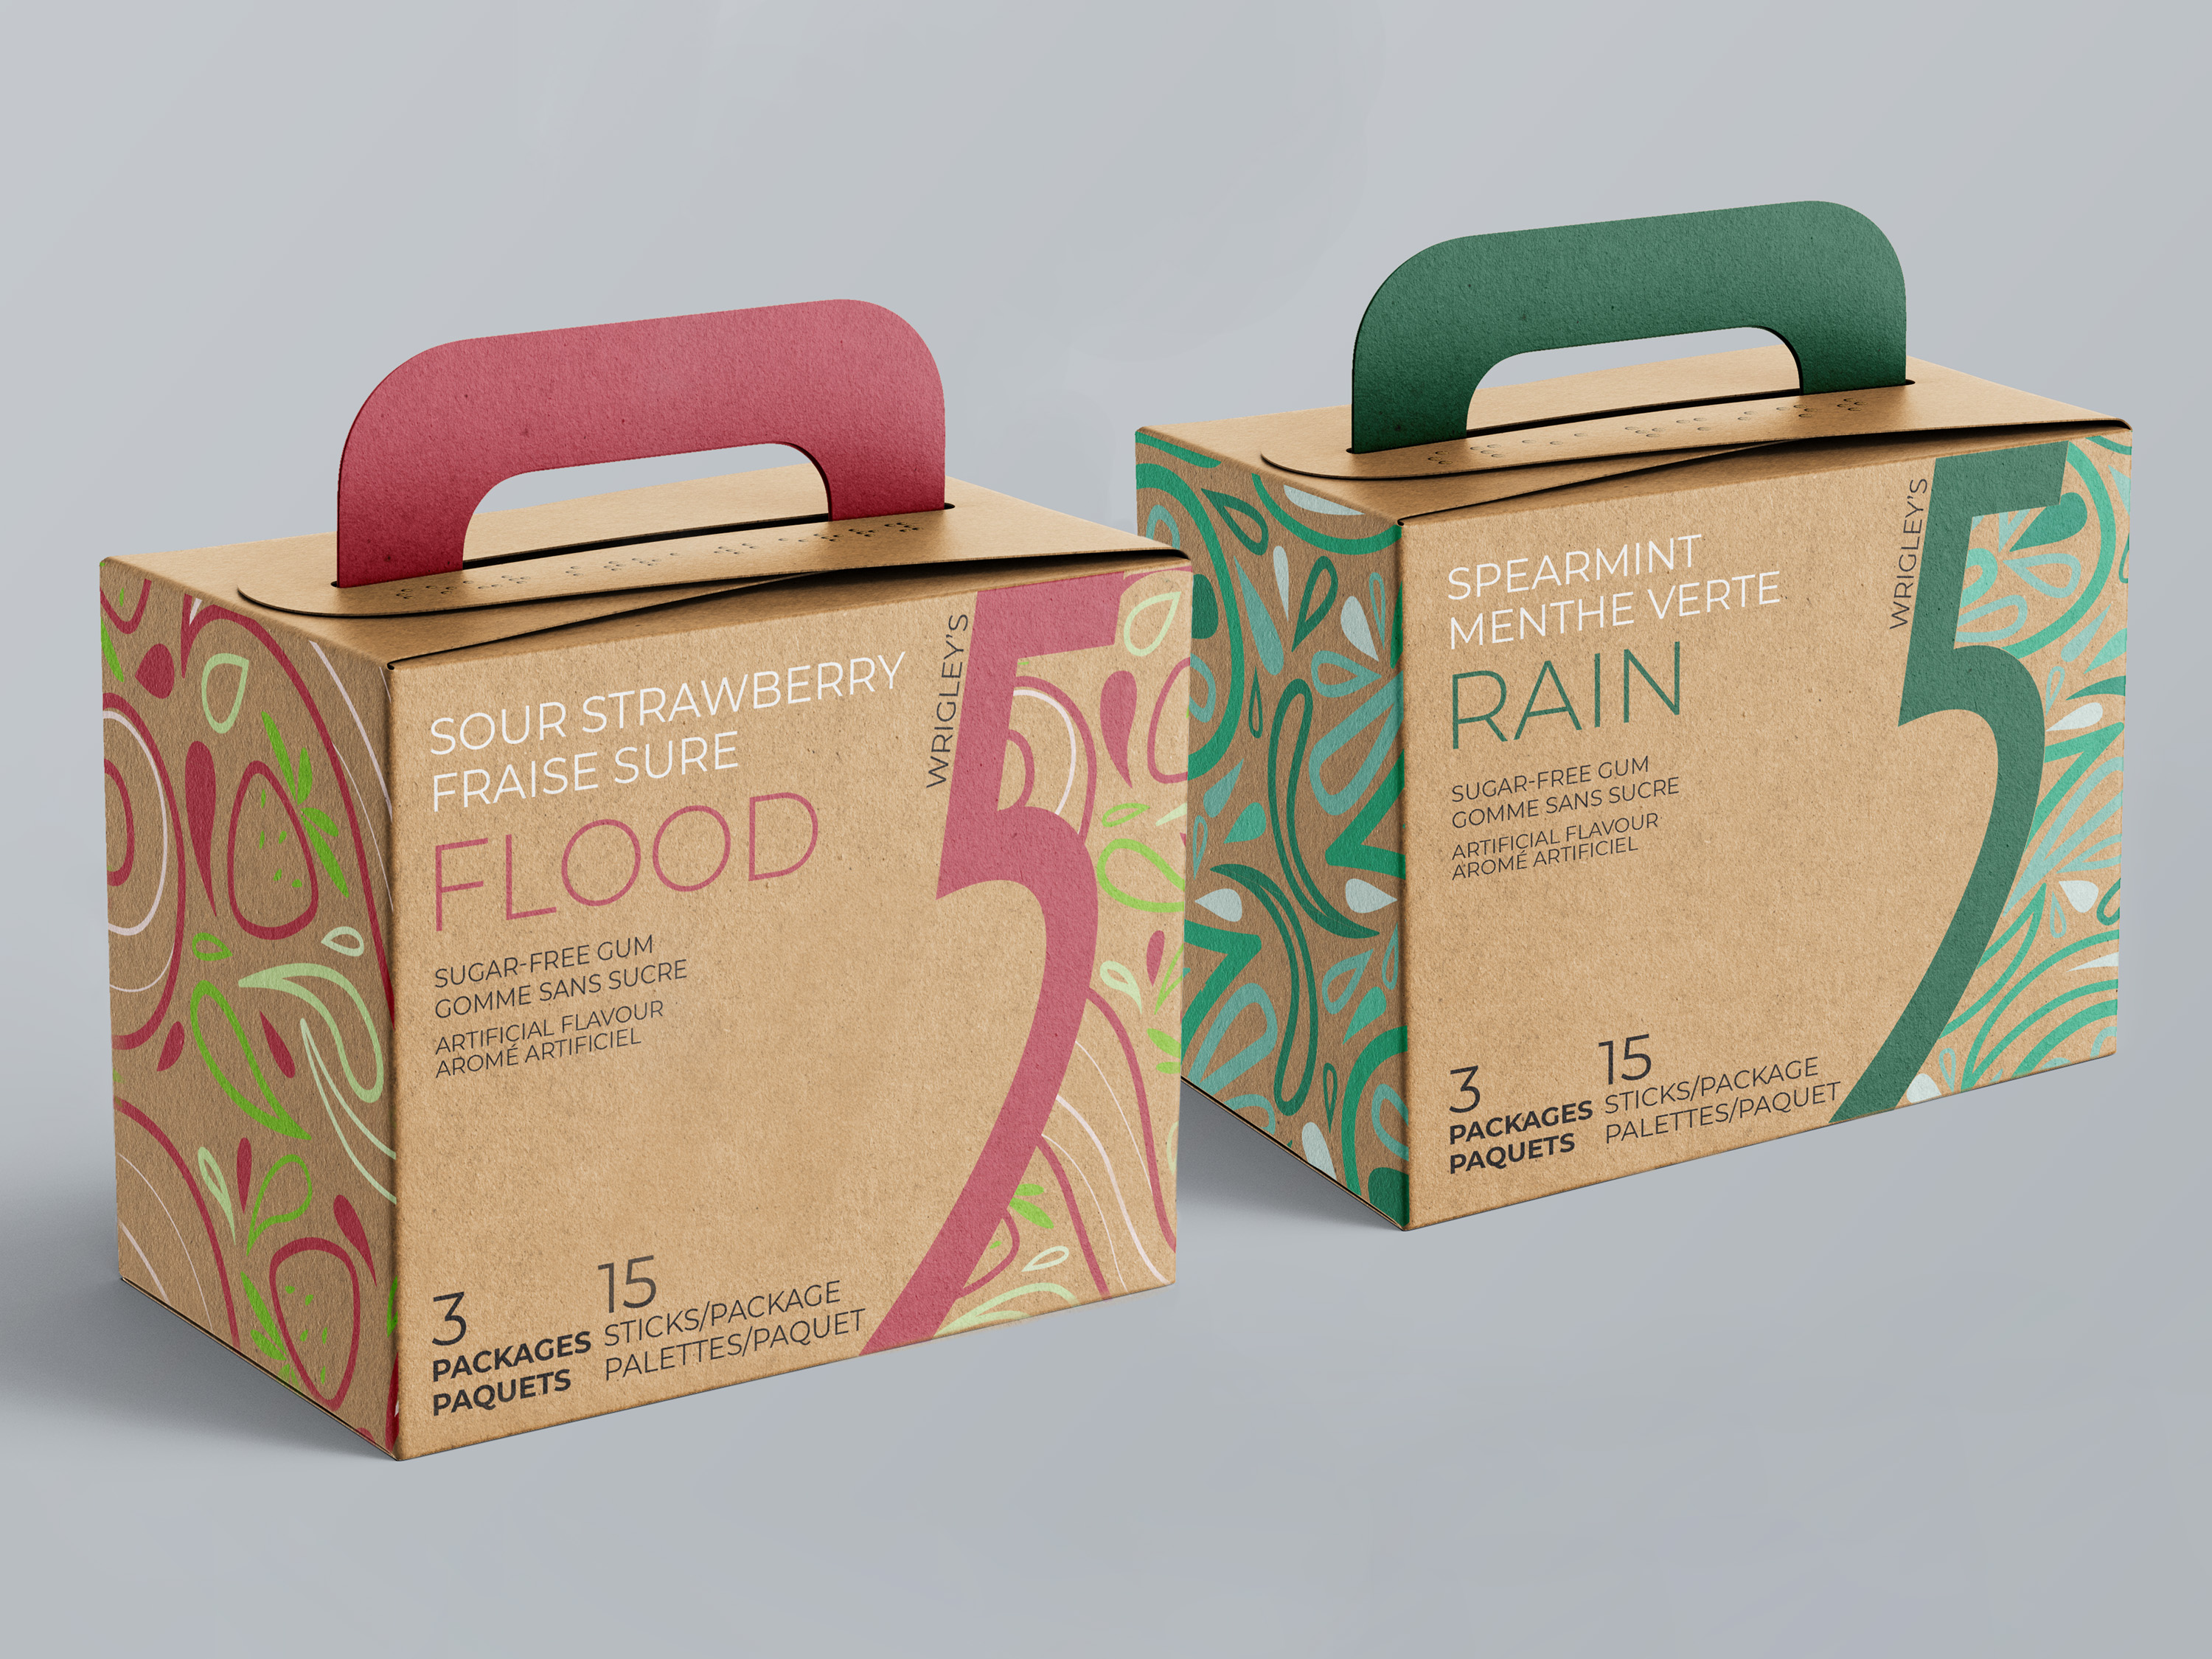 SOUR STRAWBERRY
FRAISE SURE
FLOOD
SUGAR-FREE GUM
GOMME SANS SUCRE
ARTIFICIAL FLAVOUR
AROMÉ ARTIFICIEL
3
PACKAGES
PAQUETS
15
STICKS/PACKAGE
PALETTES/PAQUET
WRIGLEY'S
5
SPEARMINT
MENTHE VERTE
RAIN
SUGAR-FREE GUM
GOMME SANS SUCRE
ARTIFICIAL FLAVOUR
AROMÉ ARTIFICIEL
3
PACKAGES
PAQUETS
15
STICKS/PACKAGE
PALETTES/PAQUET
WRIGLEY'S
5